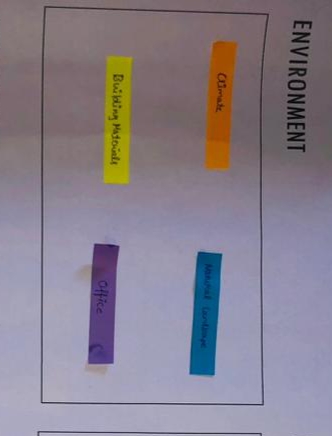 ENVIRONMENT
Climate
Natural Landscape
Building Materials
Office